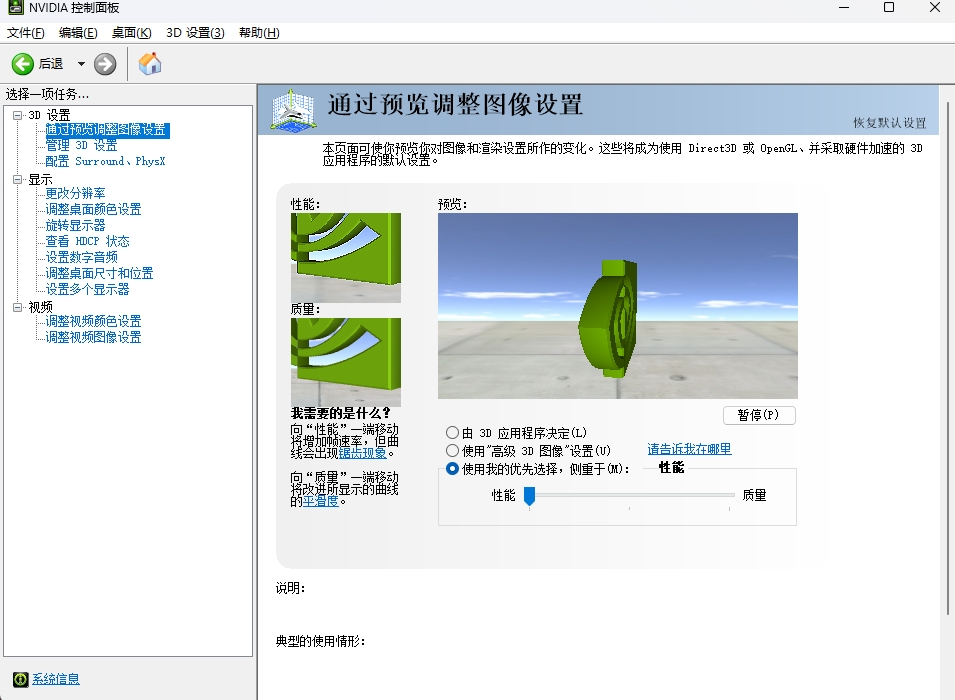 NVIDIA 控制面板
文件(F) 编辑(E) 桌面(K) 3D 设置(3) 帮助(H)
后退
选择一项任务...
3D 设置
通过预览调整图像设置
管理 3D 设置
配置 Surround、PhysX
显示
更改分辨率
调整桌面颜色设置
旋转显示器
查看 HDCP 状态
设置数字音频
调整桌面尺寸和位置
设置多个显示器
视频
调整视频颜色设置
调整视频图像设置
系统信息
通过预览调整图像设置
恢复默认设置
本页面可使你预览你对图像和渲染设置所作的变化。这些将成为使用 Direct3D 或 OpenGL、并采取硬件加速的 3D
应用程序的默认设置。
性能:
质量:
我需要的是什么?
向“性能”一端移动
将增加帧速率，但曲
线会出现锯齿现象。
向“质量”一端移动
将改进所显示的曲线
的平滑度。
预览:
暂停(P)
由 3D 应用程序决定(L)
使用"高级 3D 图像"设置(U) 请告诉我在哪里
使用我的优先选择，侧重于(M): 性能
性能 质量
说明:
典型的使用情形: